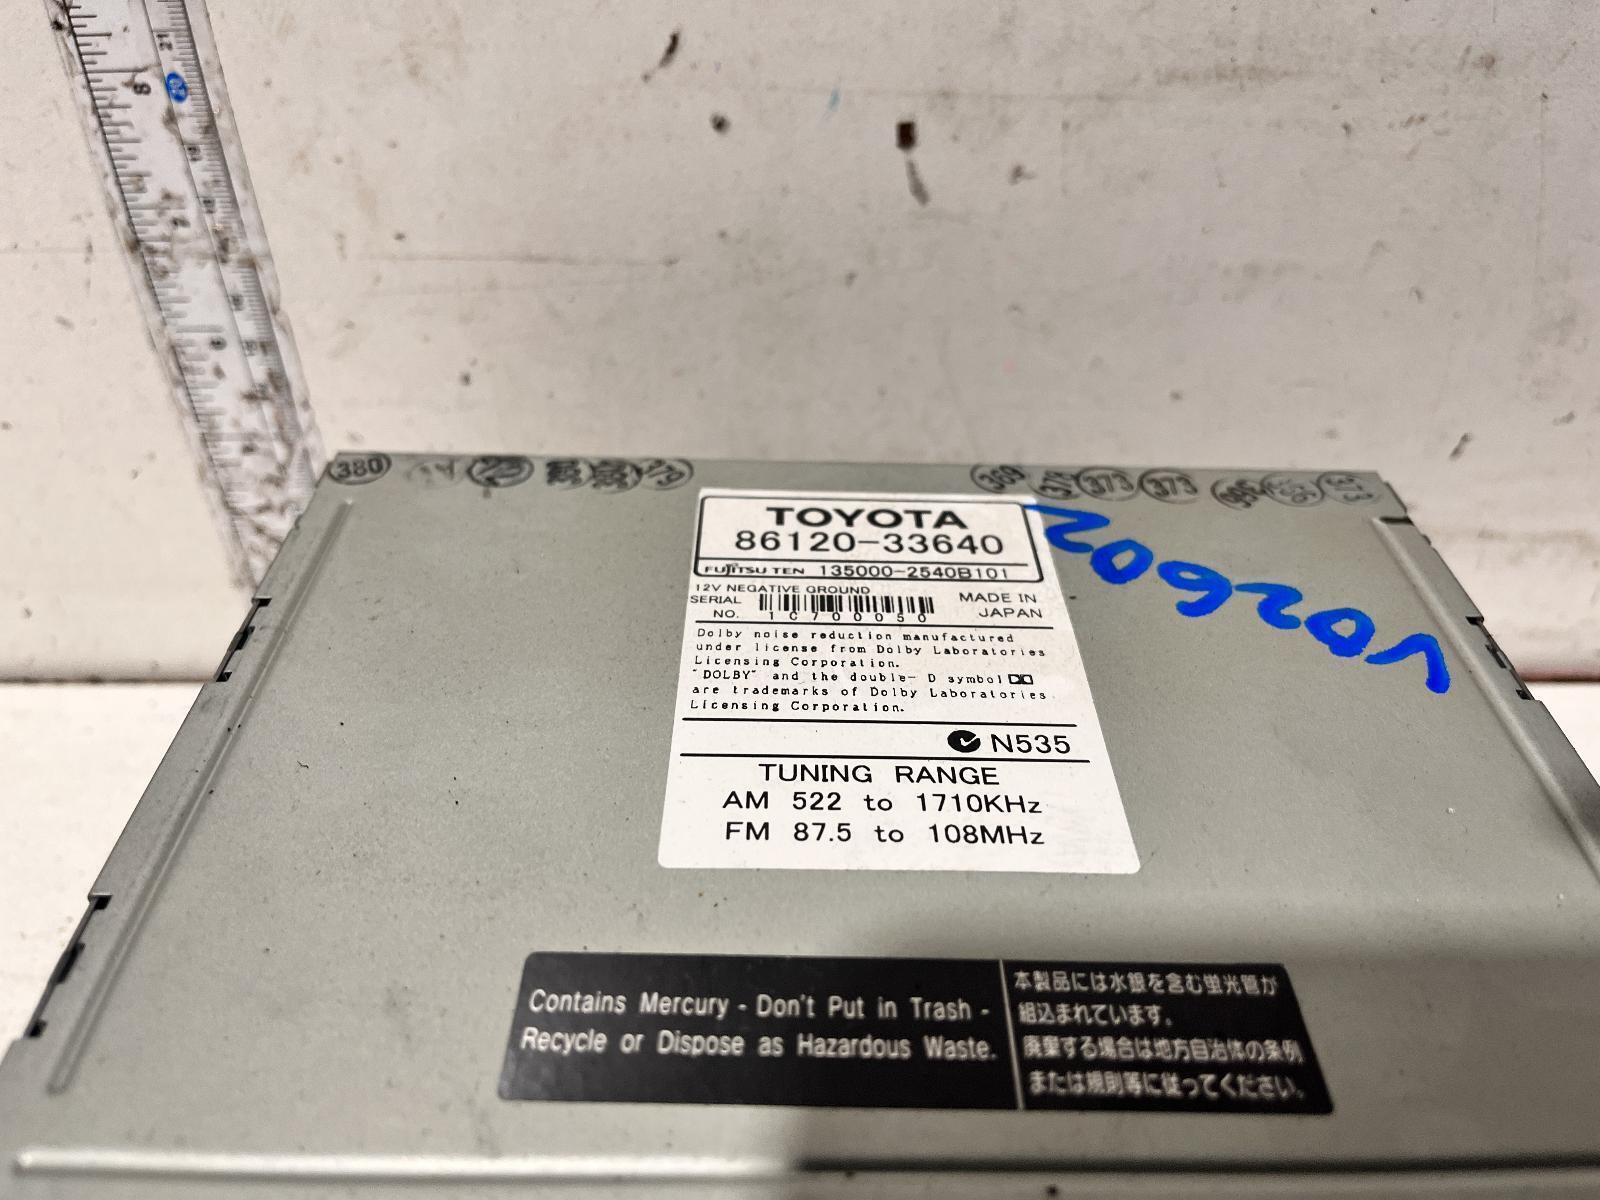 380
373
369
374
373
373
TOYOTA
86120-33640
FUJITSU TEN 135000-2540B101
12V NEGATIVE GROUND
SERIAL NO. 1C700050
MADE IN JAPAN
Dolby noise reduction manufactured
under license from Dolby Laboratories
Licensing Corporation.
"DOLBY" and the double- D symbol
are trademarks of Dolby Laboratories
Licensing Corporation.
N535
TUNING RANGE
AM 522 to 1710KHz
FM 87.5 to 108MHz
V02602
Contains Mercury - Don't Put in Trash -
Recycle or Dispose as Hazardous Waste.
本製品には水銀を含む蛍光管が
組込まれています。
廃棄する場合は地方自治体の条例
または規則等に従ってください。